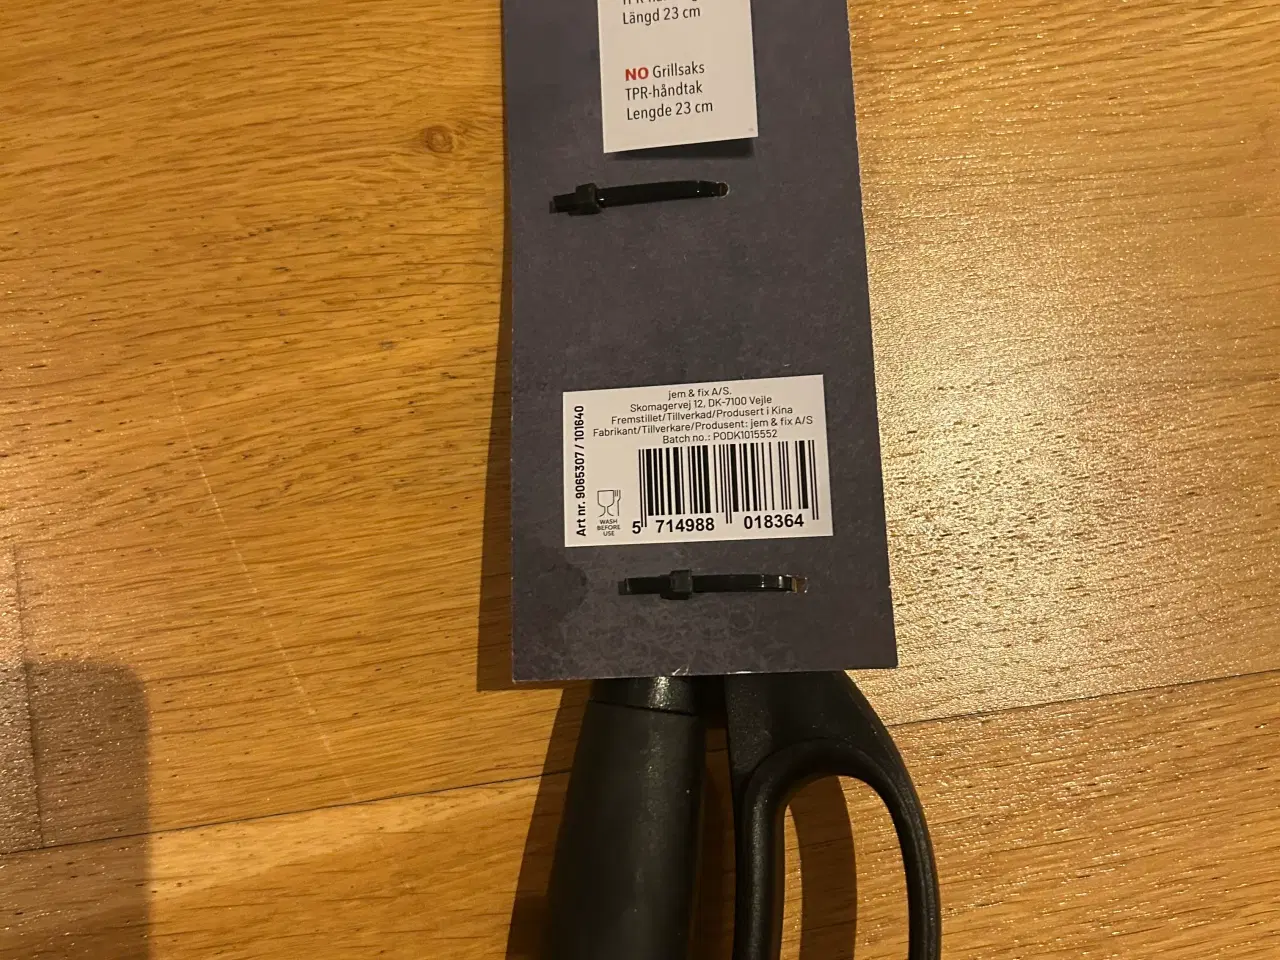 Längd 23 cm
NO Grillsaks
TPR-håndtak
Lengde 23 cm
jem & fix A/S.
Skomagervej 12, DK-7100 Vejle
Fremstillet/Tillverkad/Produsert i Kina
Fabrikant/Tillverkare/Produsent: jem & fix A/S
Batch no.: PODK1015552
Art nr. 9065307 / 101640
WASH
BEFORE
USE
5 714988 018364